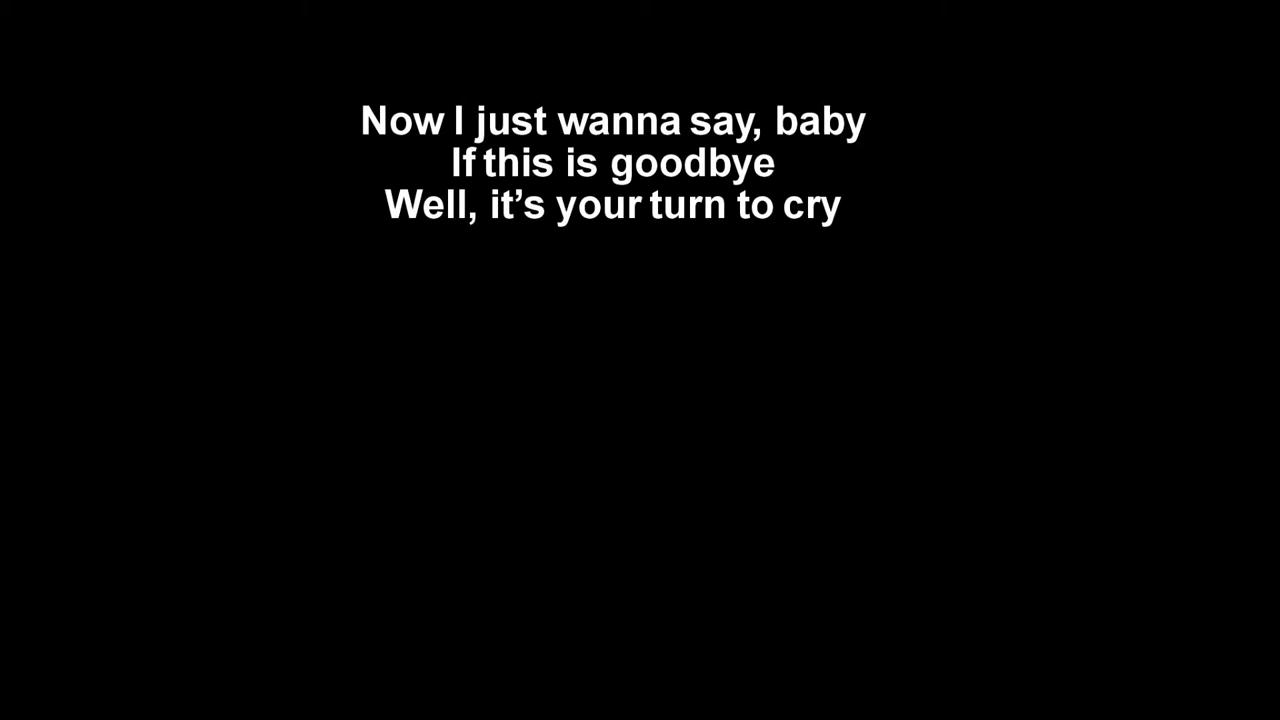 Now I just wanna say, baby
If this is goodbye
Well, it’s your turn to cry